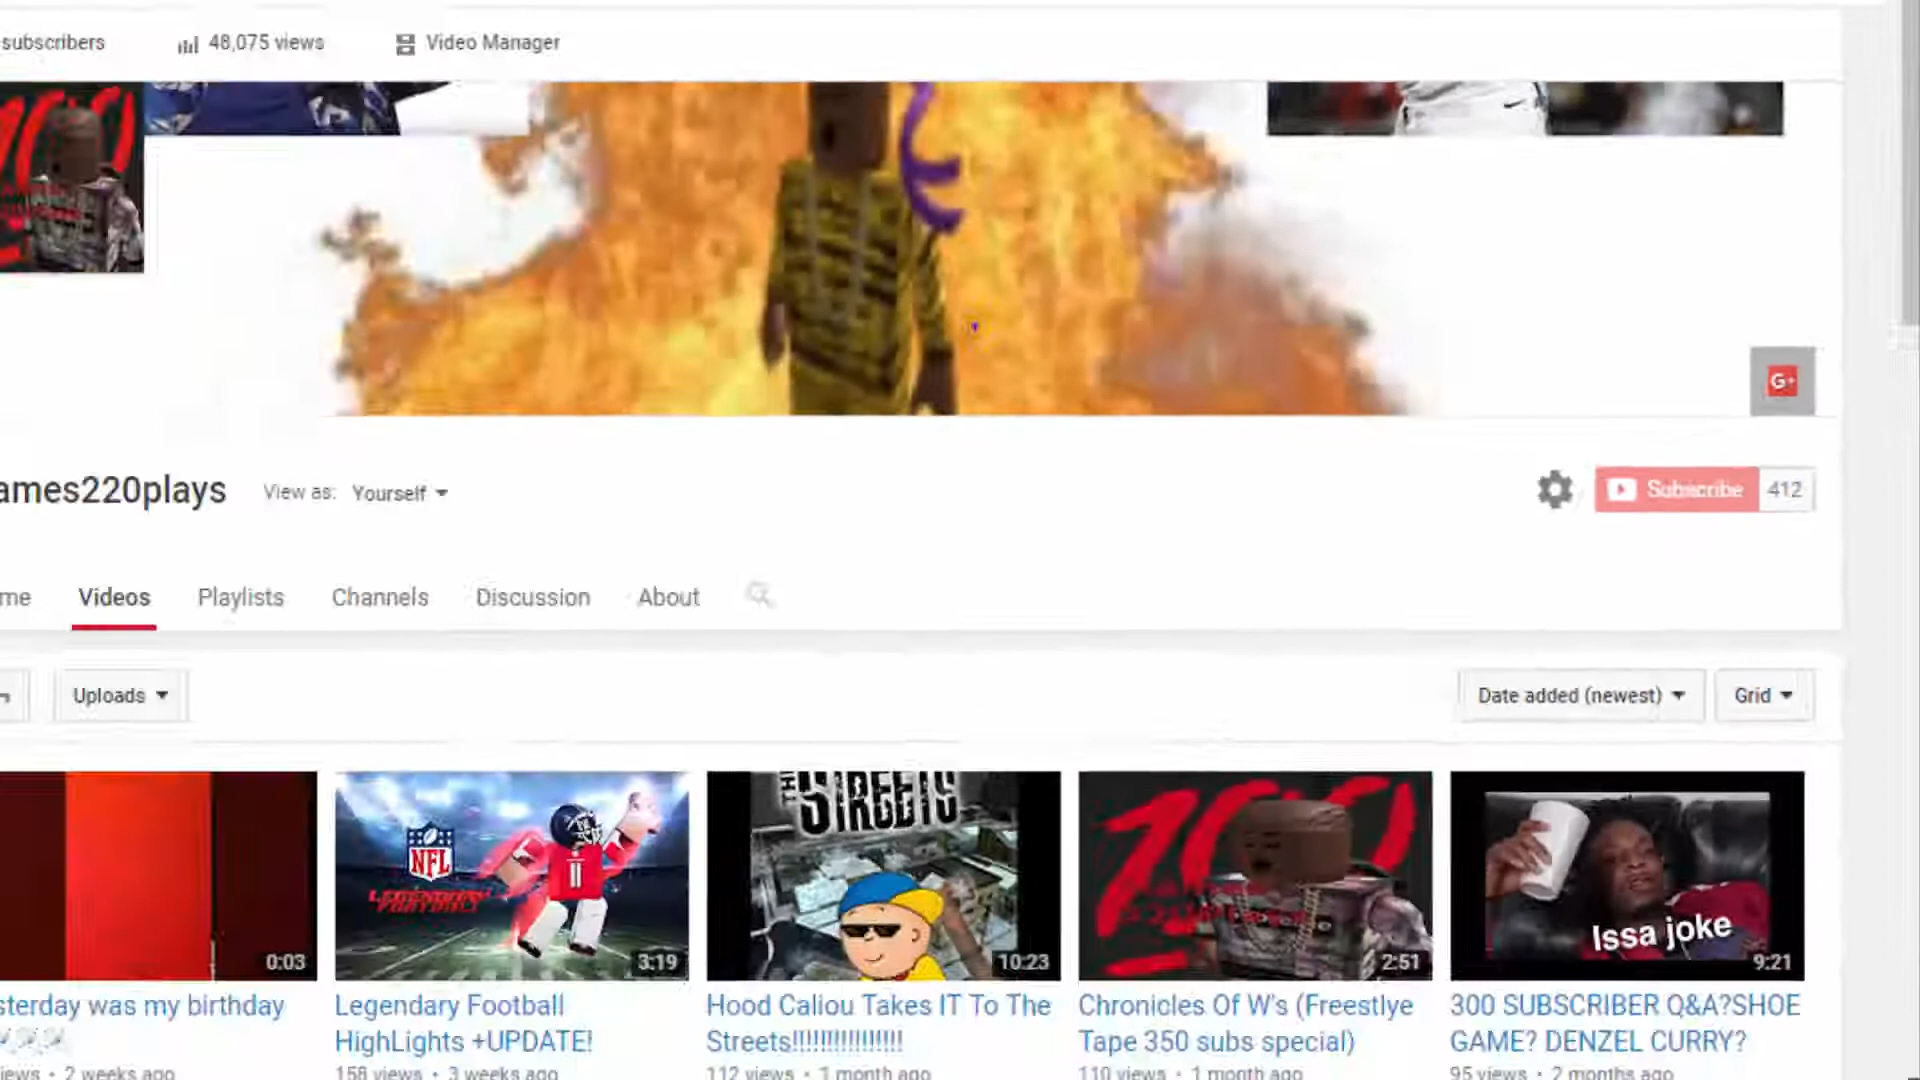 subscribers 48,075 views Video Manager
G+
ames220plays View as: Yourself Subscribe 412
me Videos Playlists Channels Discussion About
Uploads Date added (newest) Grid
NFL
LEGENDARY
FOOTBALL
11
THE
STREETS
100
Issa joke
0:03 3:19 10:23 2:51 9:21
sterday was my birthday
Legendary Football
HighLights +UPDATE!
Hood Caliou Takes IT To The
Streets!!!!!!!!!!!!!!!!
Chronicles Of W's (Freestlye
Tape 350 subs special)
300 SUBSCRIBER Q&A?SHOE
GAME? DENZEL CURRY?
iews • 2 weeks ago
158 views • 3 weeks ago
112 views • 1 month ago
110 views • 1 month ago
95 views • 2 months ago